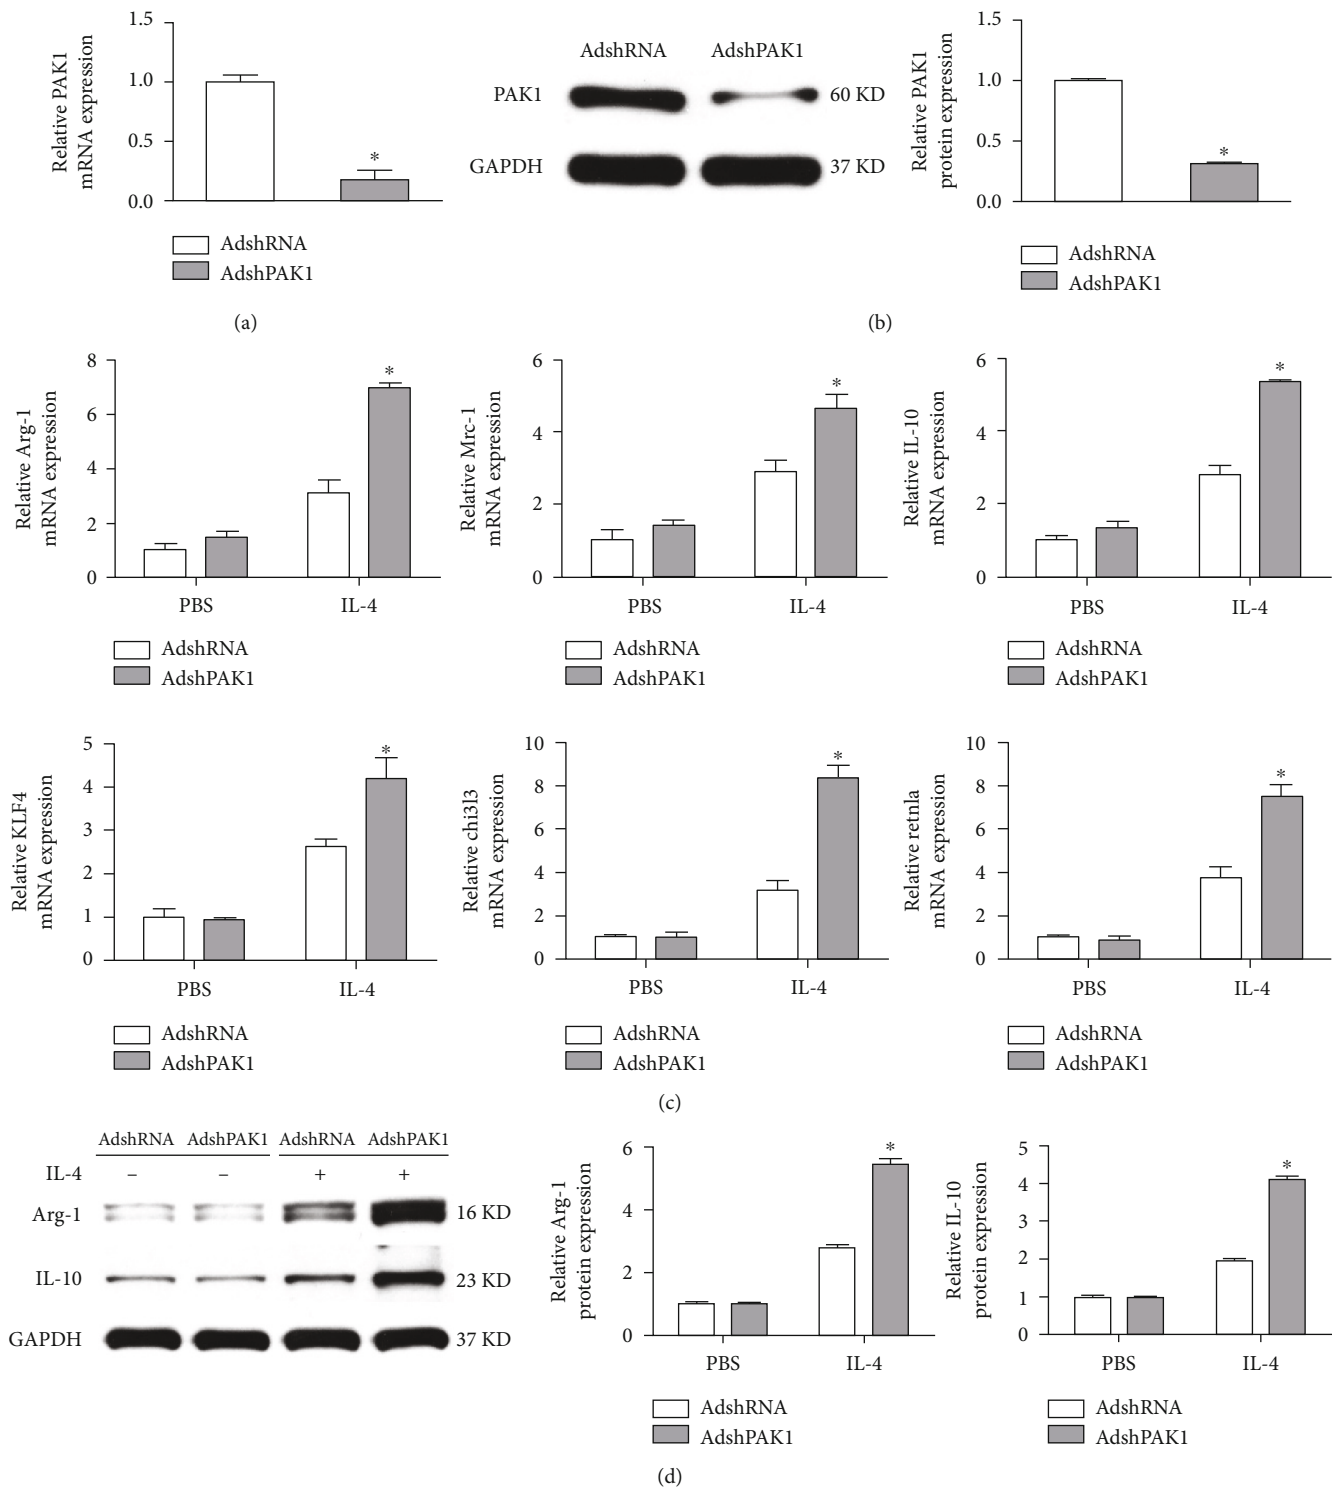 1.5
1.0
0.5
0.0
Relative PAK1
mRNA expression
*
AdshRNA
AdshPAK1
(a)
AdshRNA AdshPAK1
PAK1 60 KD
GAPDH 37 KD
1.5
1.0
0.5
0.0
Relative PAK1
protein expression
*
AdshRNA
AdshPAK1
(b)
8
6
4
2
0
Relative Arg-1
mRNA expression
*
PBS IL-4
AdshRNA
AdshPAK1
6
4
2
0
Relative Mrc-1
mRNA expression
*
PBS IL-4
AdshRNA
AdshPAK1
6
4
2
0
Relative IL-10
mRNA expression
*
PBS IL-4
AdshRNA
AdshPAK1
5
4
3
2
1
0
Relative KLF4
mRNA expression
*
PBS IL-4
AdshRNA
AdshPAK1
10
8
6
4
2
0
Relative chi3l3
mRNA expression
*
PBS IL-4
AdshRNA
AdshPAK1
10
8
6
4
2
0
Relative retnla
mRNA expression
*
PBS IL-4
AdshRNA
AdshPAK1
(c)
AdshRNA AdshPAK1 AdshRNA AdshPAK1
IL-4 – – + +
Arg-1 16 KD
IL-10 23 KD
GAPDH 37 KD
6
4
2
0
Relative Arg-1
protein expression
*
PBS IL-4
AdshRNA
AdshPAK1
5
4
3
2
1
0
Relative IL-10
protein expression
*
PBS IL-4
AdshRNA
AdshPAK1
(d)